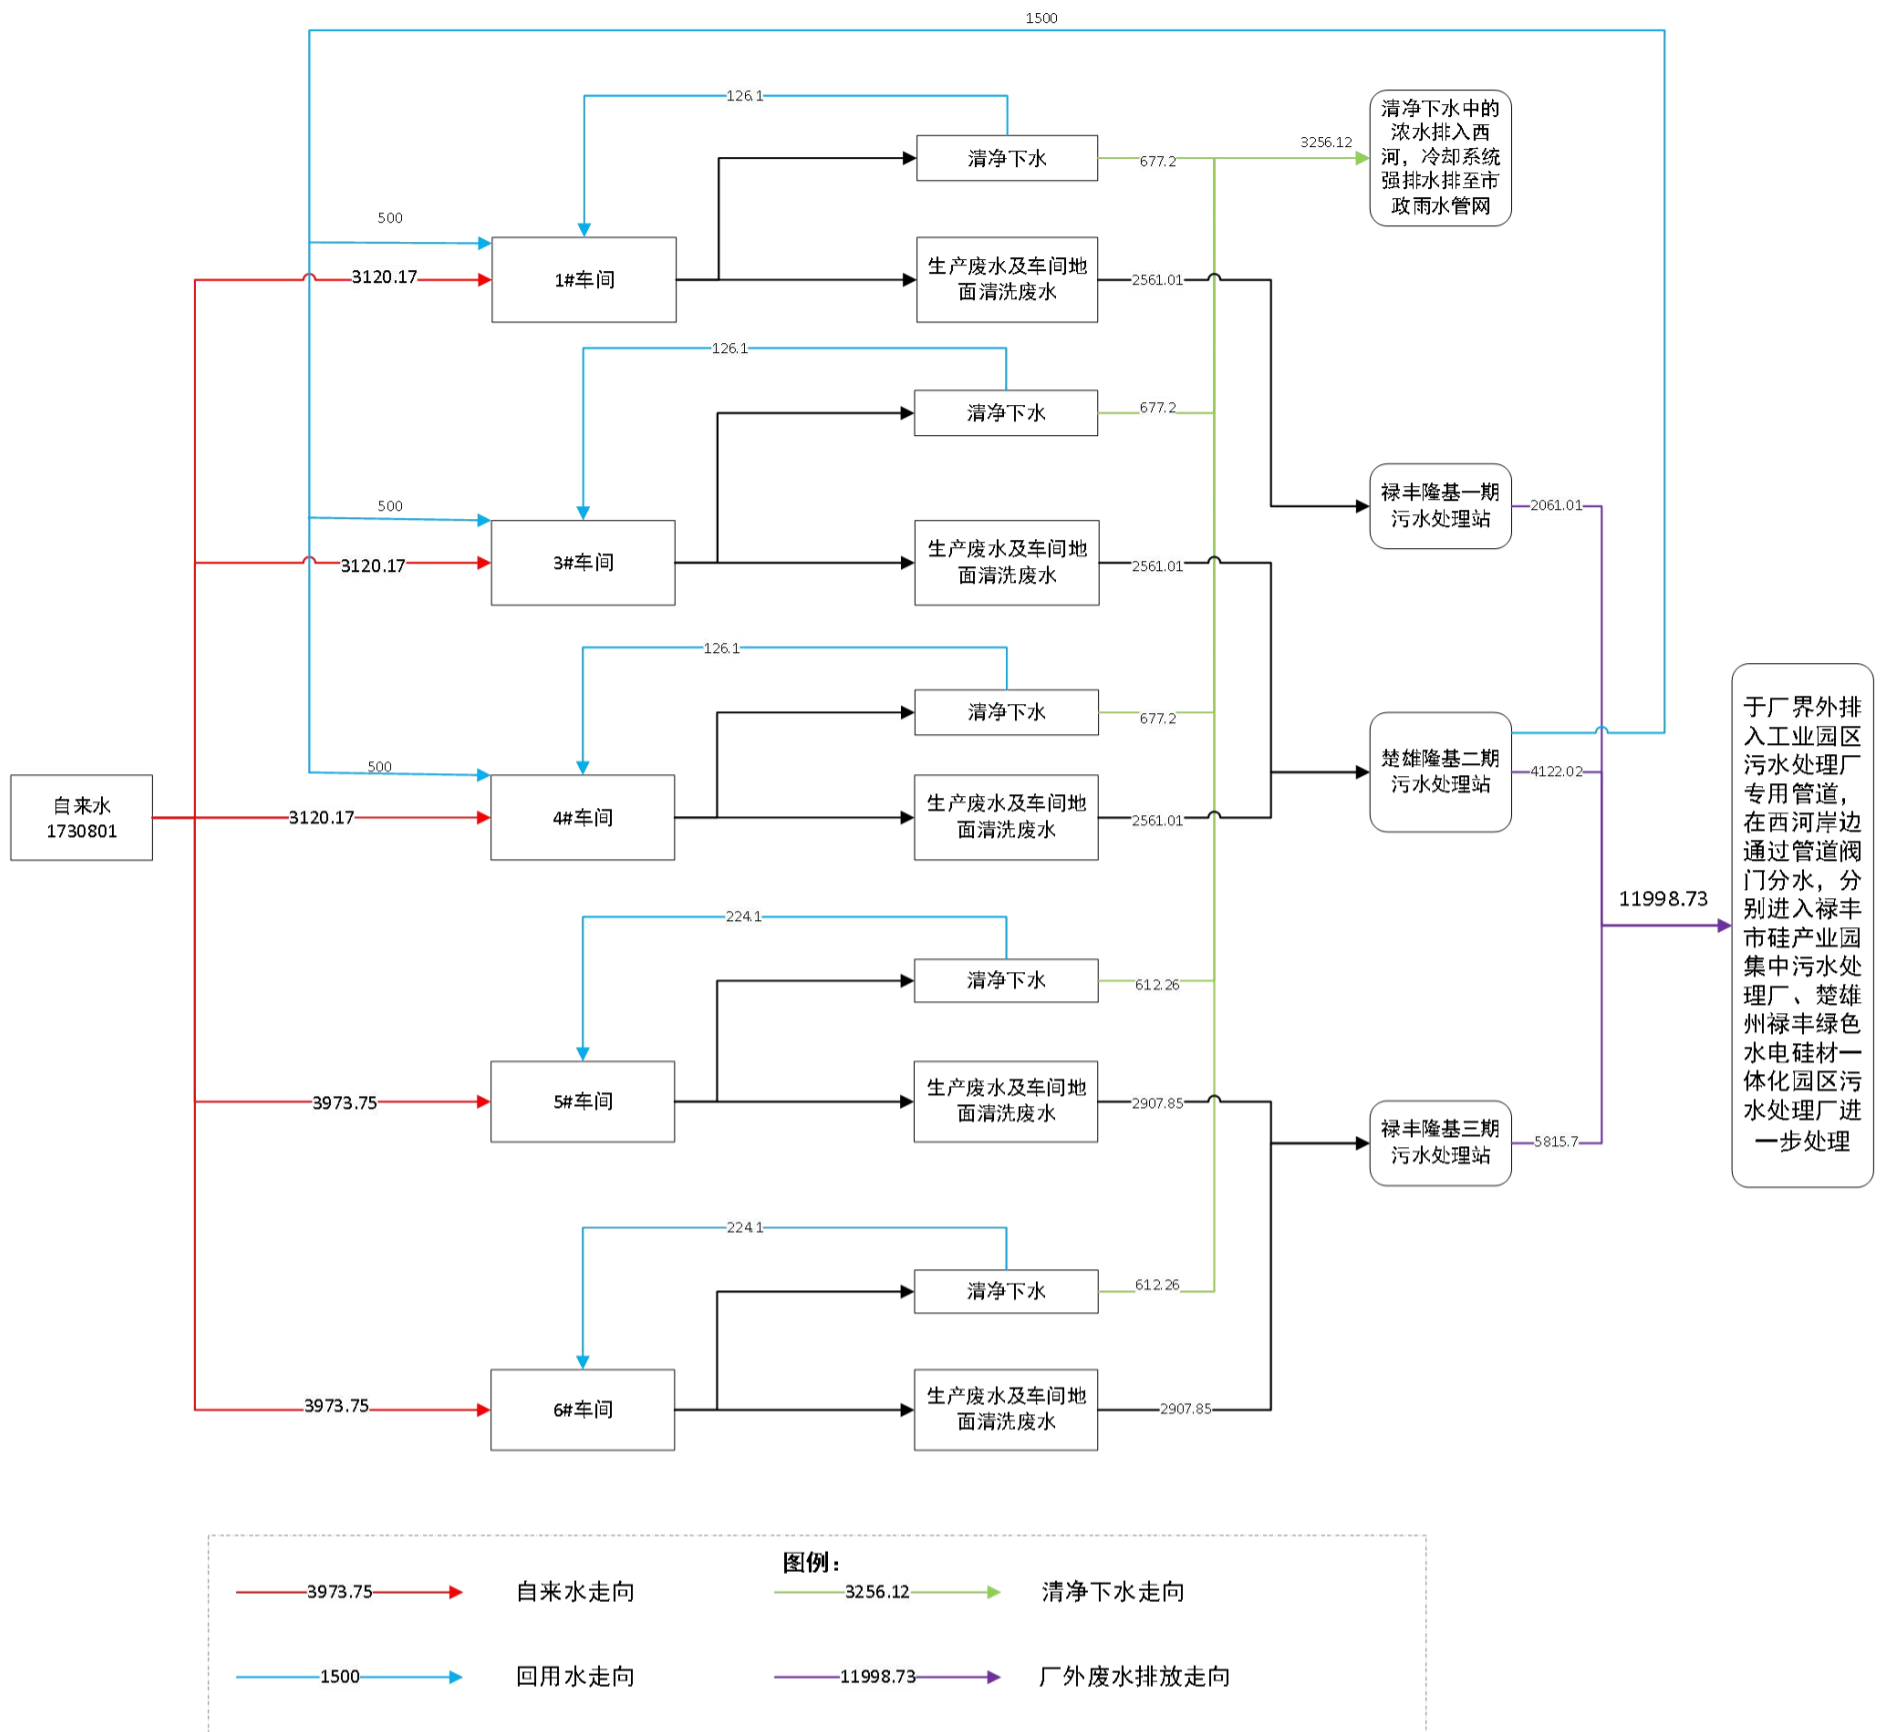 1500
126.1
清净下水
677.2
3256.12
清净下水中的
浓水排入西
河，冷却系统
强排水排至市
政雨水管网
500
3120.17
1#车间
生产废水及车间地
面清洗废水
2561.01
126.1
清净下水
677.2
500
3120.17
3#车间
生产废水及车间地
面清洗废水
2561.01
禄丰隆基一期
污水处理站
2061.01
126.1
清净下水
677.2
500
自来水
1730801
3120.17
4#车间
生产废水及车间地
面清洗废水
2561.01
楚雄隆基二期
污水处理站
4122.02
224.1
清净下水
612.26
3973.75
5#车间
生产废水及车间地
面清洗废水
2907.85
禄丰隆基三期
污水处理站
5815.7
11998.73
于厂界外排
入工业园区
污水处理厂
专用管道，
在西河岸边
通过管道阀
门分水，分
别进入禄丰
市硅产业园
集中污水处
理厂、楚雄
州禄丰绿色
水电硅材一
体化园区污
水处理厂进
一步处理
224.1
清净下水
612.26
3973.75
6#车间
生产废水及车间地
面清洗废水
2907.85
图例：
3973.75 自来水走向
3256.12 清净下水走向
1500 回用水走向
11998.73 厂外废水排放走向